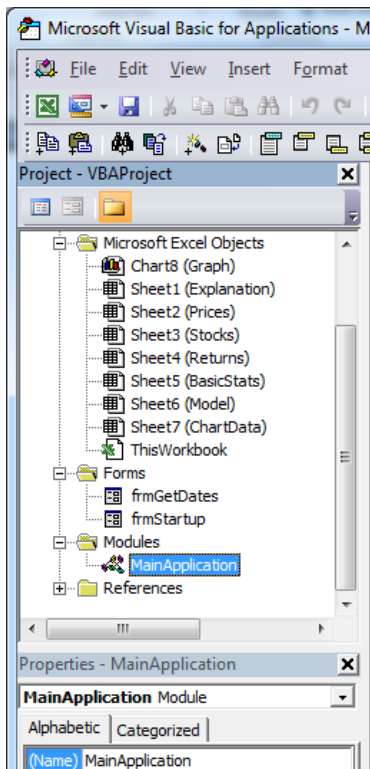 Microsoft Visual Basic for Applications - M
File Edit View Insert Format
Project - VBAProject
Microsoft Excel Objects
Chart8 (Graph)
Sheet1 (Explanation)
Sheet2 (Prices)
Sheet3 (Stocks)
Sheet4 (Returns)
Sheet5 (BasicStats)
Sheet6 (Model)
Sheet7 (ChartData)
ThisWorkbook
Forms
frmGetDates
frmStartup
Modules
MainApplication
References
Properties - MainApplication
MainApplication Module
Alphabetic Categorized
(Name) MainApplication